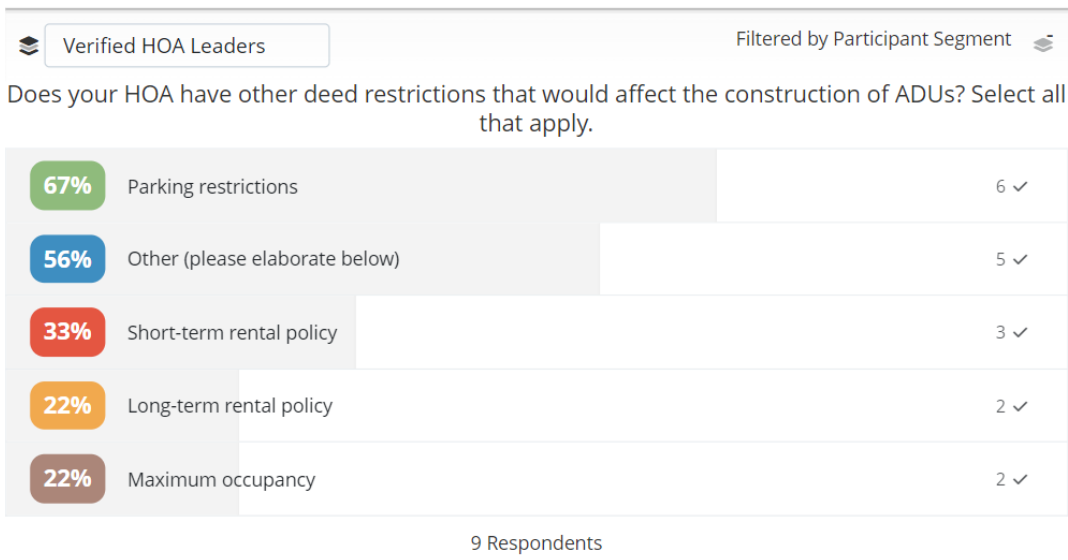 Verified HOA Leaders
Filtered by Participant Segment
Does your HOA have other deed restrictions that would affect the construction of ADUs? Select all
that apply.
67% Parking restrictions 6 ✓
56% Other (please elaborate below) 5 ✓
33% Short-term rental policy 3 ✓
22% Long-term rental policy 2 ✓
22% Maximum occupancy 2 ✓
9 Respondents